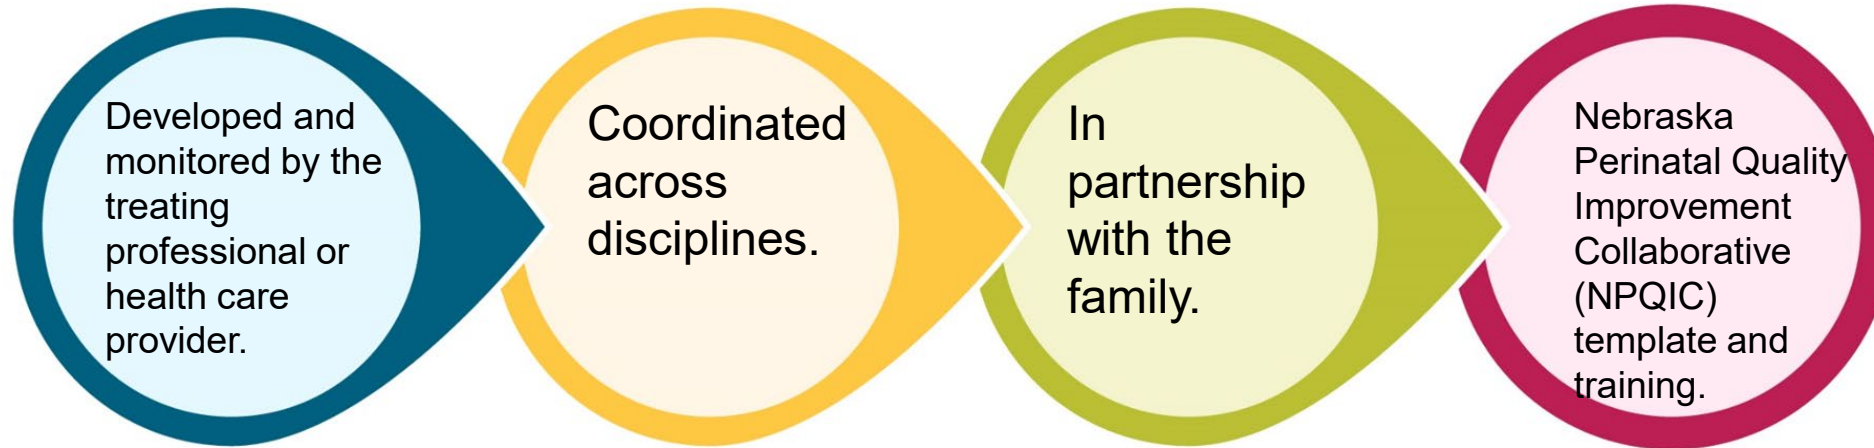 Developed and
monitored by the
treating
professional or
health care
provider.
Coordinated
across
disciplines.
In
partnership
with the
family.
Nebraska
Perinatal Quality
Improvement
Collaborative
(NPQIC)
template and
training.